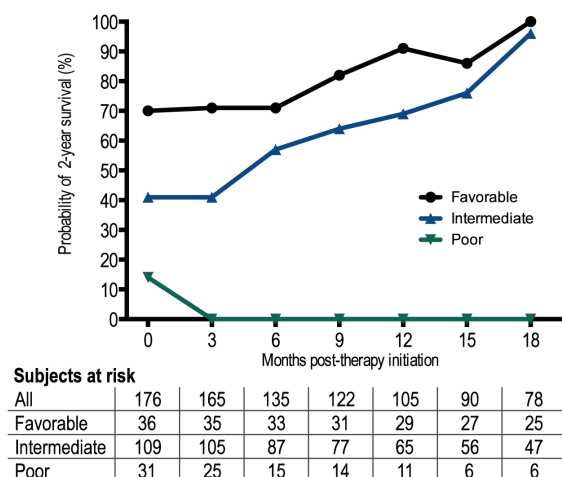 100
90
80
70
60
50
40
30
20
10
0
Probability of 2-year survival (%)
Favorable
Intermediate
Poor
0 3 6 9 12 15 18
Months post-therapy initiation
Subjects at risk
All 176 165 135 122 105 90 78
Favorable 36 35 33 31 29 27 25
Intermediate 109 105 87 77 65 56 47
Poor 31 25 15 14 11 6 6